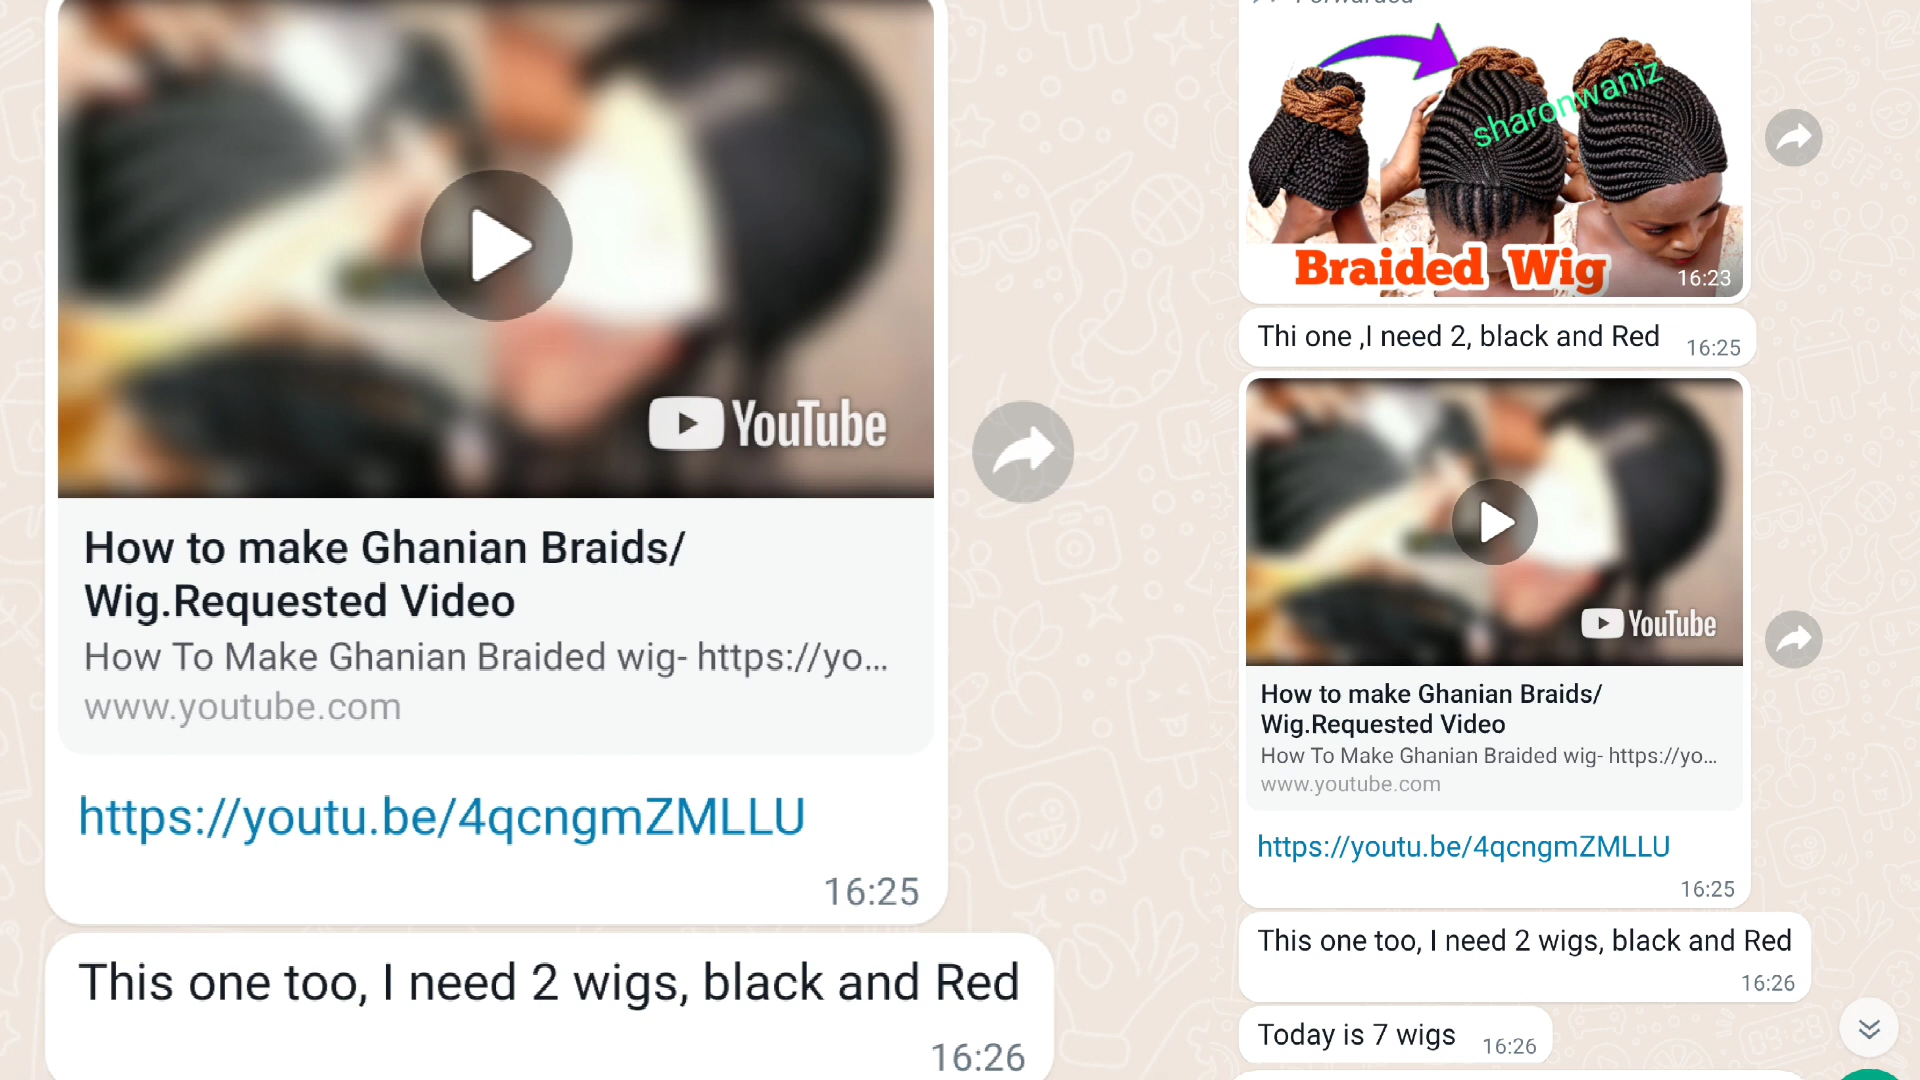 YouTube
How to make Ghanian Braids/
Wig.Requested Video
How To Make Ghanian Braided wig- https://yo...
www.youtube.com
https://youtu.be/4qcngmZMLLU
16:25
This one too, I need 2 wigs, black and Red
16:26
Forwarded
sharonwaniz
Braided Wig
16:23
Thi one ,I need 2, black and Red
16:25
YouTube
How to make Ghanian Braids/
Wig.Requested Video
How To Make Ghanian Braided wig- https://yo...
www.youtube.com
https://youtu.be/4qcngmZMLLU
16:25
This one too, I need 2 wigs, black and Red
16:26
Today is 7 wigs
16:26